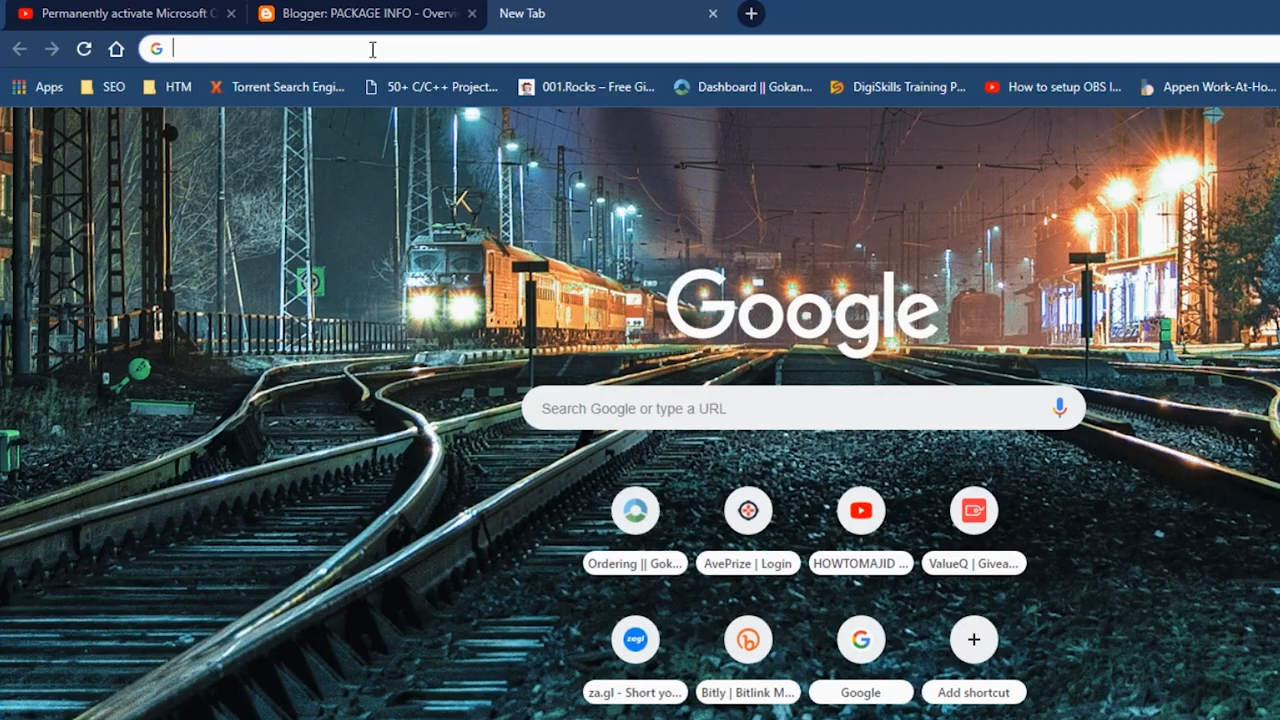 Permanently activate Microsoft O
Blogger: PACKAGE INFO - Overvi
New Tab
Apps
SEO
HTM
Torrent Search Engi...
50+ C/C++ Project...
001.Rocks – Free Gi...
Dashboard || Gokan...
DigiSkills Training P...
How to setup OBS l...
Appen Work-At-Ho...
Google
Search Google or type a URL
Ordering || Gok...
AvePrize | Login
HOWTOMAJID ...
ValueQ | Givea...
zagl
za.gl - Short yo...
Bitly | Bitlink M...
Google
Add shortcut